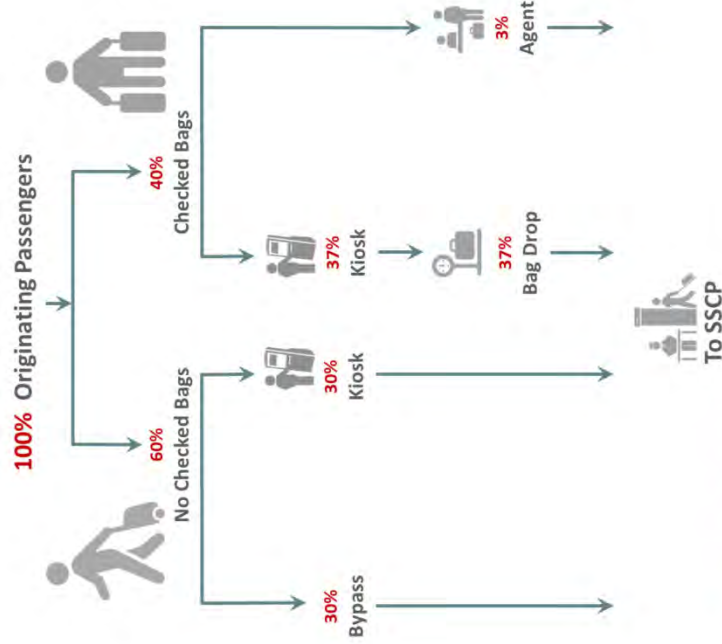 100% Originating Passengers
60%
No Checked Bags
40%
Checked Bags
30%
Bypass
30%
Kiosk
37%
Kiosk
37%
Bag Drop
3%
Agent
To SSCP